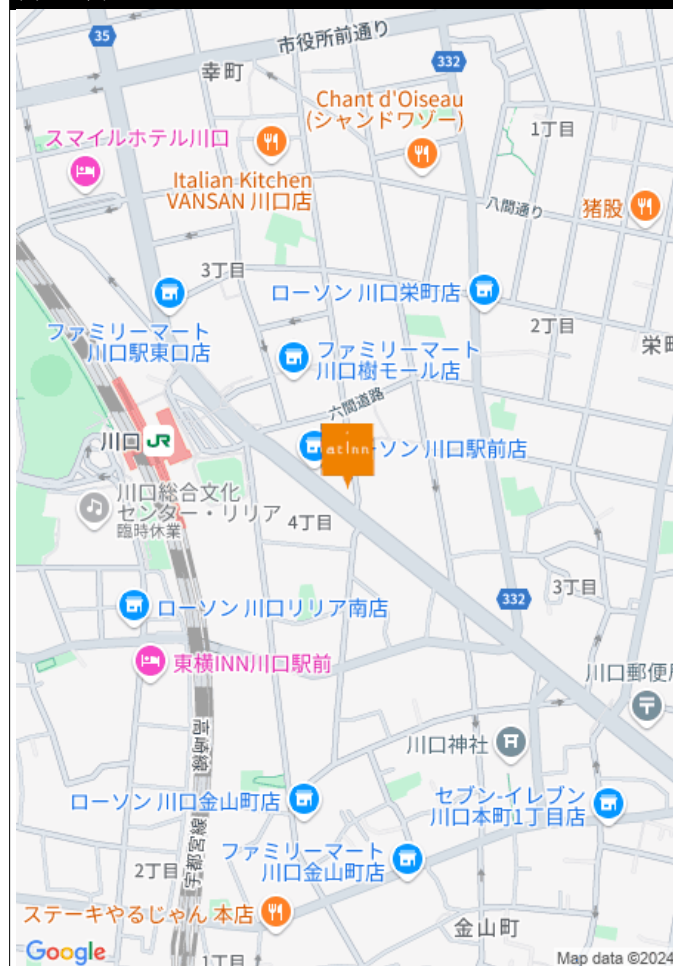 35
市役所前通り
幸町
332
Chant d'Oiseau
(シャンドワゾー)
1丁目
スマイルホテル川口
Italian Kitchen
VANSAN 川口店
八間通り
猪股
3丁目
ローソン 川口栄町店
ファミリーマート
川口駅東口店
2丁目
栄町
ファミリーマート
川口樹モール店
六間道路
川口 JR
at inn
ーソン 川口駅前店
川口総合文化
センター・リリア
臨時休業
4丁目
3丁目
332
ローソン 川口リリア南店
東横INN川口駅前
川口郵便局
高崎線
川口神社
ローソン 川口金山町店
セブン-イレブン
川口本町1丁目店
宇都宮線
ファミリーマート
川口金山町店
2丁目
ステーキやるじゃん 本店
金山町
Google
1丁目
Map data ©2024